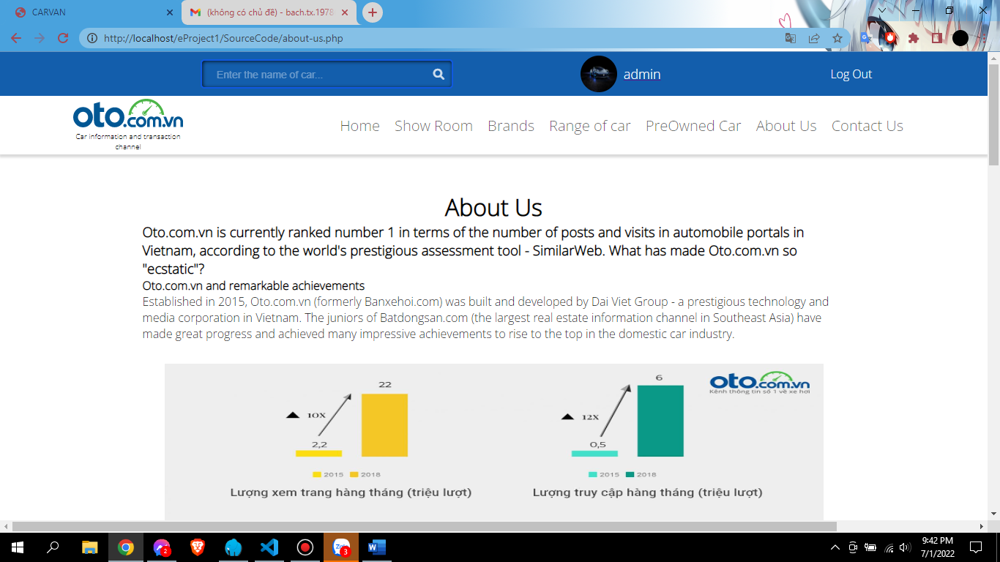 CARVAN
(không có chủ đề) - bach.tx.1978
http://localhost/eProject1/SourceCode/about-us.php
Enter the name of car...
admin
Log Out
oto.com.vn
Car information and transaction
channel
Home
Show Room
Brands
Range of car
PreOwned Car
About Us
Contact Us
About Us
Oto.com.vn is currently ranked number 1 in terms of the number of posts and visits in automobile portals in
Vietnam, according to the world's prestigious assessment tool - SimilarWeb. What has made Oto.com.vn so
"ecstatic"?
Oto.com.vn and remarkable achievements
Established in 2015, Oto.com.vn (formerly Banxehoi.com) was built and developed by Dai Viet Group - a prestigious technology and
media corporation in Vietnam. The juniors of Batdongsan.com (the largest real estate information channel in Southeast Asia) have
made great progress and achieved many impressive achievements to rise to the top in the domestic car industry.
oto.com.vn
Kênh thông tin số 1 về xe hơi
22
10X
2,2
2015 2018
Lượng xem trang hàng tháng (triệu lượt)
6
12X
0,5
2015 2018
Lượng truy cập hàng tháng (triệu lượt)
2
Zalo
3
9:42 PM
7/1/2022